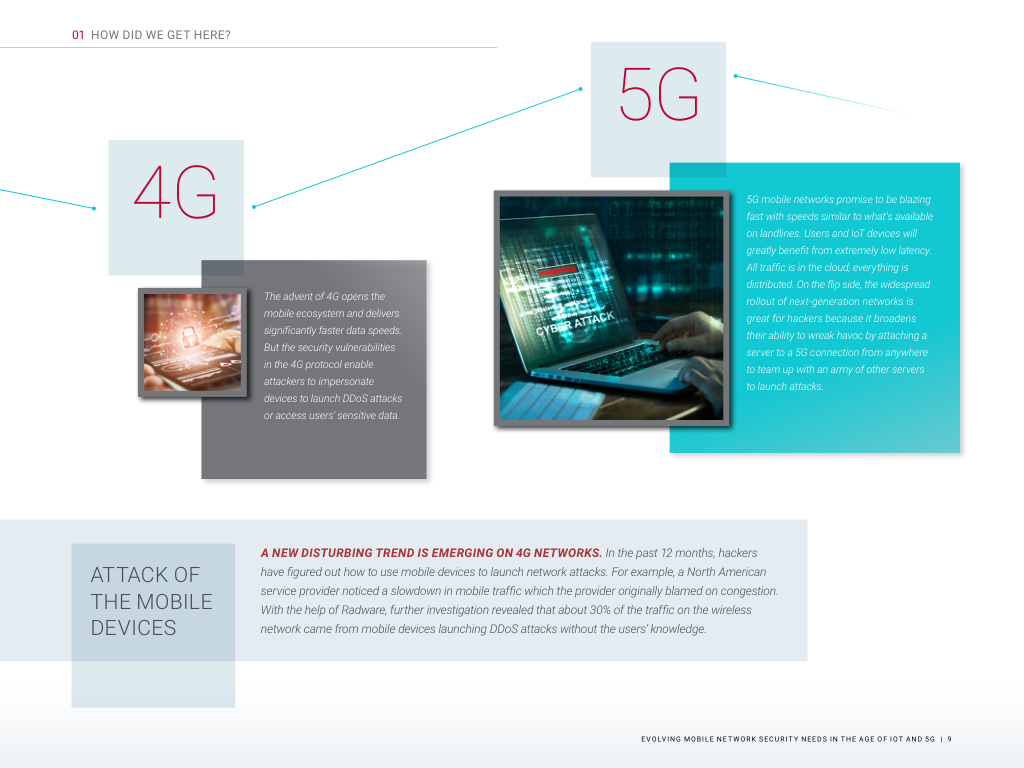 01 HOW DID WE GET HERE?
5G
4G
The advent of 4G opens the
mobile ecosystem and delivers
significantly faster data speeds.
But the security vulnerabilities
in the 4G protocol enable
attackers to impersonate
devices to launch DDoS attacks
or access users' sensitive data.
CYBER ATTACK
5G mobile networks promise to be blazing
fast with speeds similar to what's available
on landlines. Users and IoT devices will
greatly benefit from extremely low latency.
All traffic is in the cloud; everything is
distributed. On the flip side, the widespread
rollout of next-generation networks is
great for hackers because it broadens
their ability to wreak havoc by attaching a
server to a 5G connection from anywhere
to team up with an army of other servers
to launch attacks.
ATTACK OF
THE MOBILE
DEVICES
A NEW DISTURBING TREND IS EMERGING ON 4G NETWORKS. In the past 12 months, hackers
have figured out how to use mobile devices to launch network attacks. For example, a North American
service provider noticed a slowdown in mobile traffic which the provider originally blamed on congestion.
With the help of Radware, further investigation revealed that about 30% of the traffic on the wireless
network came from mobile devices launching DDoS attacks without the users' knowledge.
EVOLVING MOBILE NETWORK SECURITY NEEDS IN THE AGE OF IOT AND 5G | 9